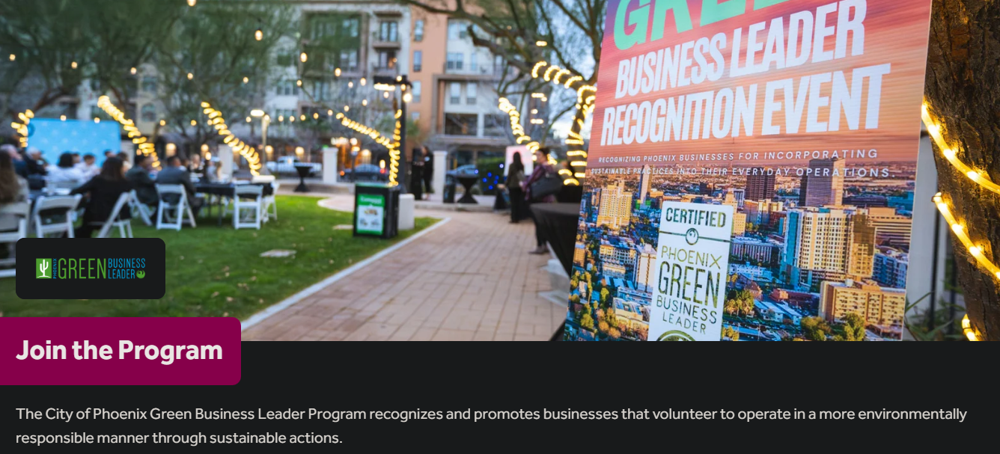 GREEN
BUSINESS LEADER
RECOGNITION EVENT
RECOGNIZING PHOENIX BUSINESSES FOR INCORPORATING
SUSTAINABLE PRACTICES INTO THEIR EVERYDAY OPERATIONS.
CERTIFIED
PHOENIX
GREEN
BUSINESS
LEADER
PHOENIX
GREEN
BUSINESS
LEADER
Join the Program
The City of Phoenix Green Business Leader Program recognizes and promotes businesses that volunteer to operate in a more environmentally
responsible manner through sustainable actions.